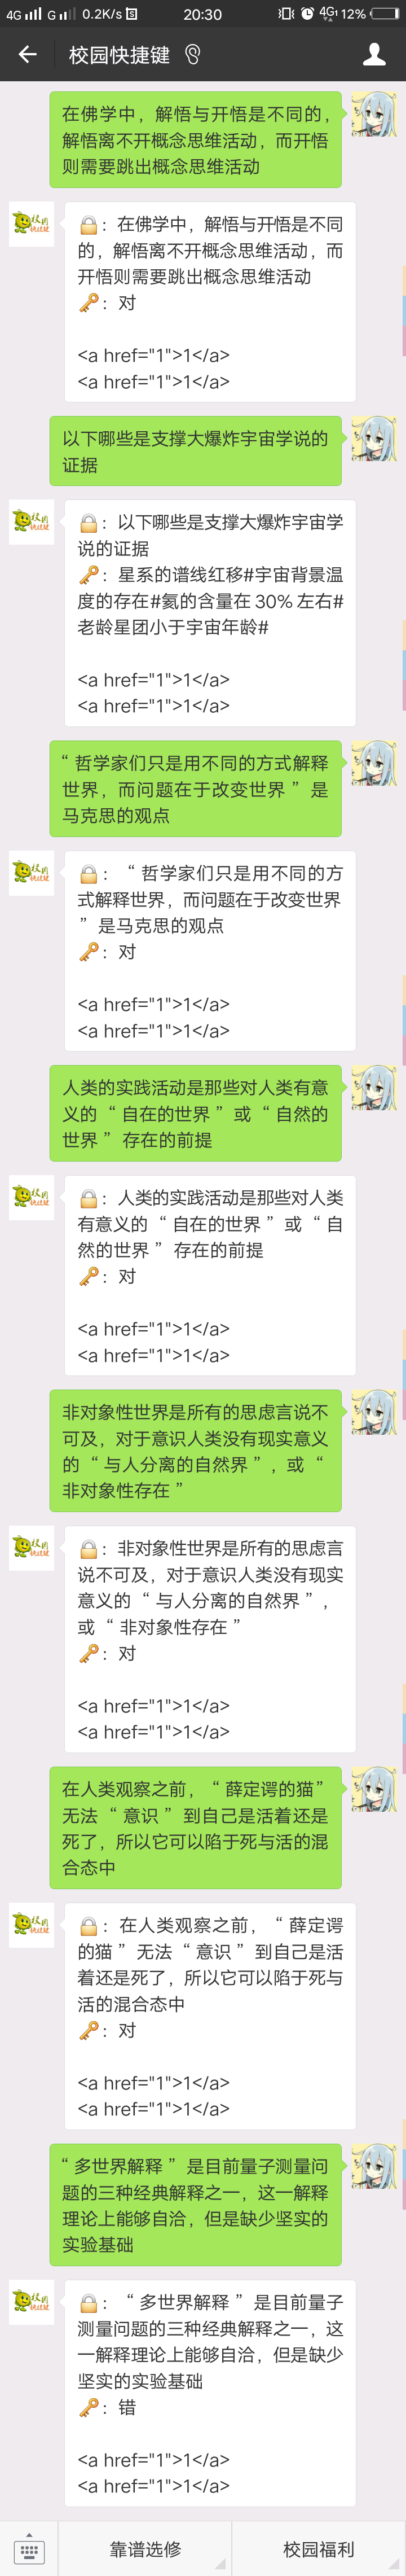 4G G 0.2K/s 20:30 4G 12%
校园快捷键
在佛学中，解悟与开悟是不同的，
解悟离不开概念思维活动，而开悟
则需要跳出概念思维活动
校园
快捷键
🔒：在佛学中，解悟与开悟是不同
的，解悟离不开概念思维活动，而
开悟则需要跳出概念思维活动
🔑：对
<a href="1">1</a>
<a href="1">1</a>
以下哪些是支撑大爆炸宇宙学说的
证据
校园
快捷键
🔒：以下哪些是支撑大爆炸宇宙学
说的证据
🔑：星系的谱线红移#宇宙背景温
度的存在#氦的含量在 30% 左右#
老龄星团小于宇宙年龄#
<a href="1">1</a>
<a href="1">1</a>
“ 哲学家们只是用不同的方式解释
世界，而问题在于改变世界 ” 是
马克思的观点
校园
快捷键
🔒：“ 哲学家们只是用不同的方
式解释世界，而问题在于改变世界
” 是马克思的观点
🔑：对
<a href="1">1</a>
<a href="1">1</a>
人类的实践活动是那些对人类有意
义的 “ 自在的世界 ” 或 “ 自然的
世界 ” 存在的前提
校园
快捷键
🔒：人类的实践活动是那些对人类
有意义的 “ 自在的世界 ” 或 “ 自
然的世界 ” 存在的前提
🔑：对
<a href="1">1</a>
<a href="1">1</a>
非对象性世界是所有的思虑言说不
可及，对于意识人类没有现实意义
的 “ 与人分离的自然界 ”，或 “
非对象性存在 ”
校园
快捷键
🔒：非对象性世界是所有的思虑言
说不可及，对于意识人类没有现实
意义的 “ 与人分离的自然界 ”，
或 “ 非对象性存在 ”
🔑：对
<a href="1">1</a>
<a href="1">1</a>
在人类观察之前，“薛定谔的猫”
无法 “ 意识 ” 到自己是活着还是
死了，所以它可以陷于死与活的混
合态中
校园
快捷键
🔒：在人类观察之前，“ 薛定谔
的猫 ” 无法 “ 意识 ” 到自己是活
着还是死了，所以它可以陷于死与
活的混合态中
🔑：对
<a href="1">1</a>
<a href="1">1</a>
“ 多世界解释 ” 是目前量子测量问
题的三种经典解释之一，这一解释
理论上能够自洽，但是缺少坚实的
实验基础
校园
快捷键
🔒：“ 多世界解释 ” 是目前量子
测量问题的三种经典解释之一，这
一解释理论上能够自洽，但是缺少
坚实的实验基础
🔑：错
<a href="1">1</a>
<a href="1">1</a>
靠谱选修 校园福利